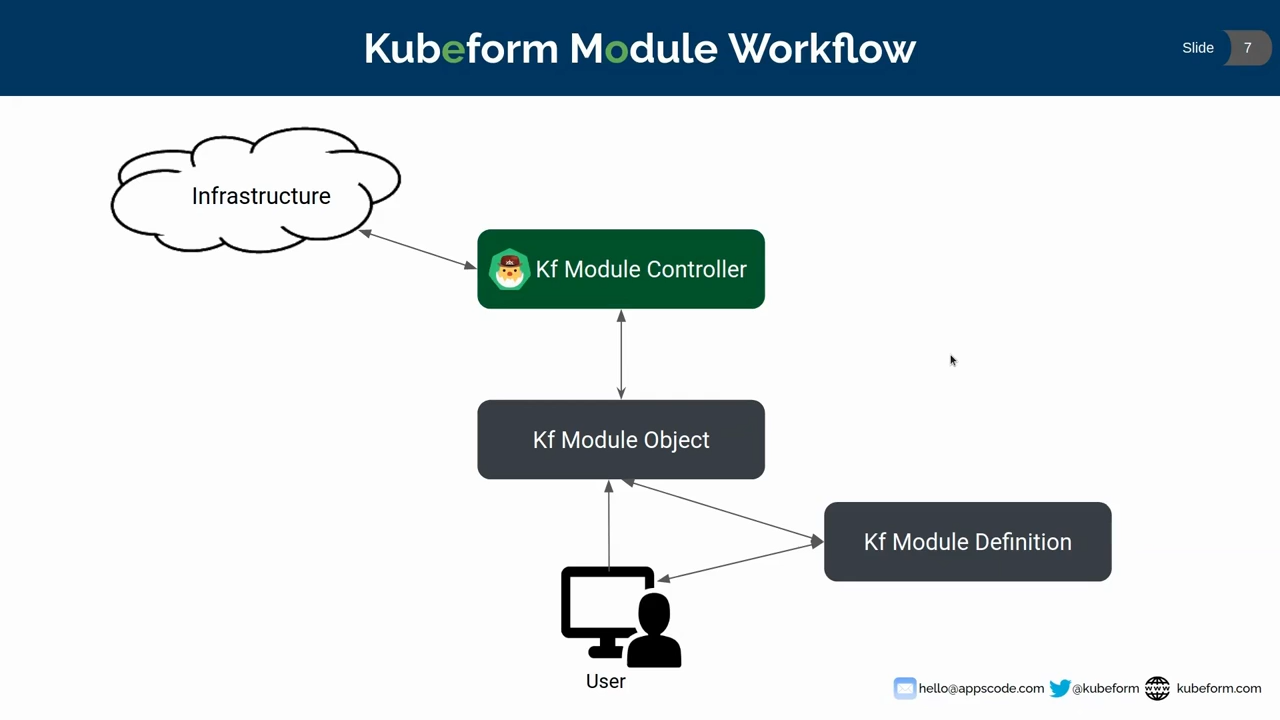 Kubeform Module Workflow
Slide 7
Infrastructure
Kf Module Controller
Kf Module Object
Kf Module Definition
User
hello@appscode.com @kubeform kubeform.com